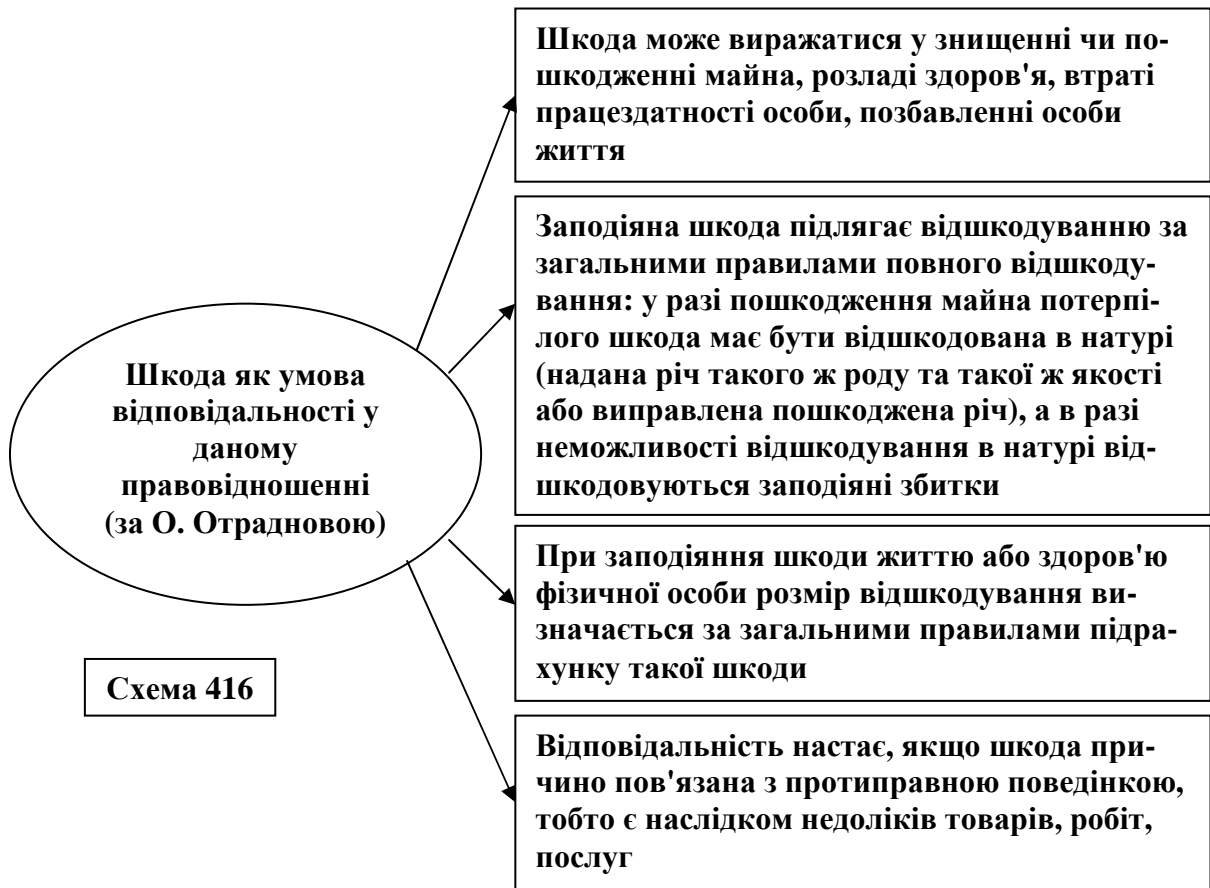 Шкода може виражатися у знищенні чи по-
шкодженні майна, розладі здоров'я, втраті
працездатності особи, позбавленні особи
життя
Заподіяна шкода підлягає відшкодуванню за
загальними правилами повного відшкоду-
вання: у разі пошкодження майна потерпі-
лого шкода має бути відшкодована в натурі
(надана річ такого ж роду та такої ж якості
або виправлена пошкоджена річ), а в разі
неможливості відшкодування в натурі від-
шкодовуються заподіяні збитки
Шкода як умова
відповідальності у
даному
правовідношенні
(за О. Отрадновою)
При заподіяння шкоди життю або здоров'ю
фізичної особи розмір відшкодування ви-
значається за загальними правилами підра-
хунку такої шкоди
Схема 416
Відповідальність настає, якщо шкода при-
чино пов'язана з протиправною поведінкою,
тобто є наслідком недоліків товарів, робіт,
послуг